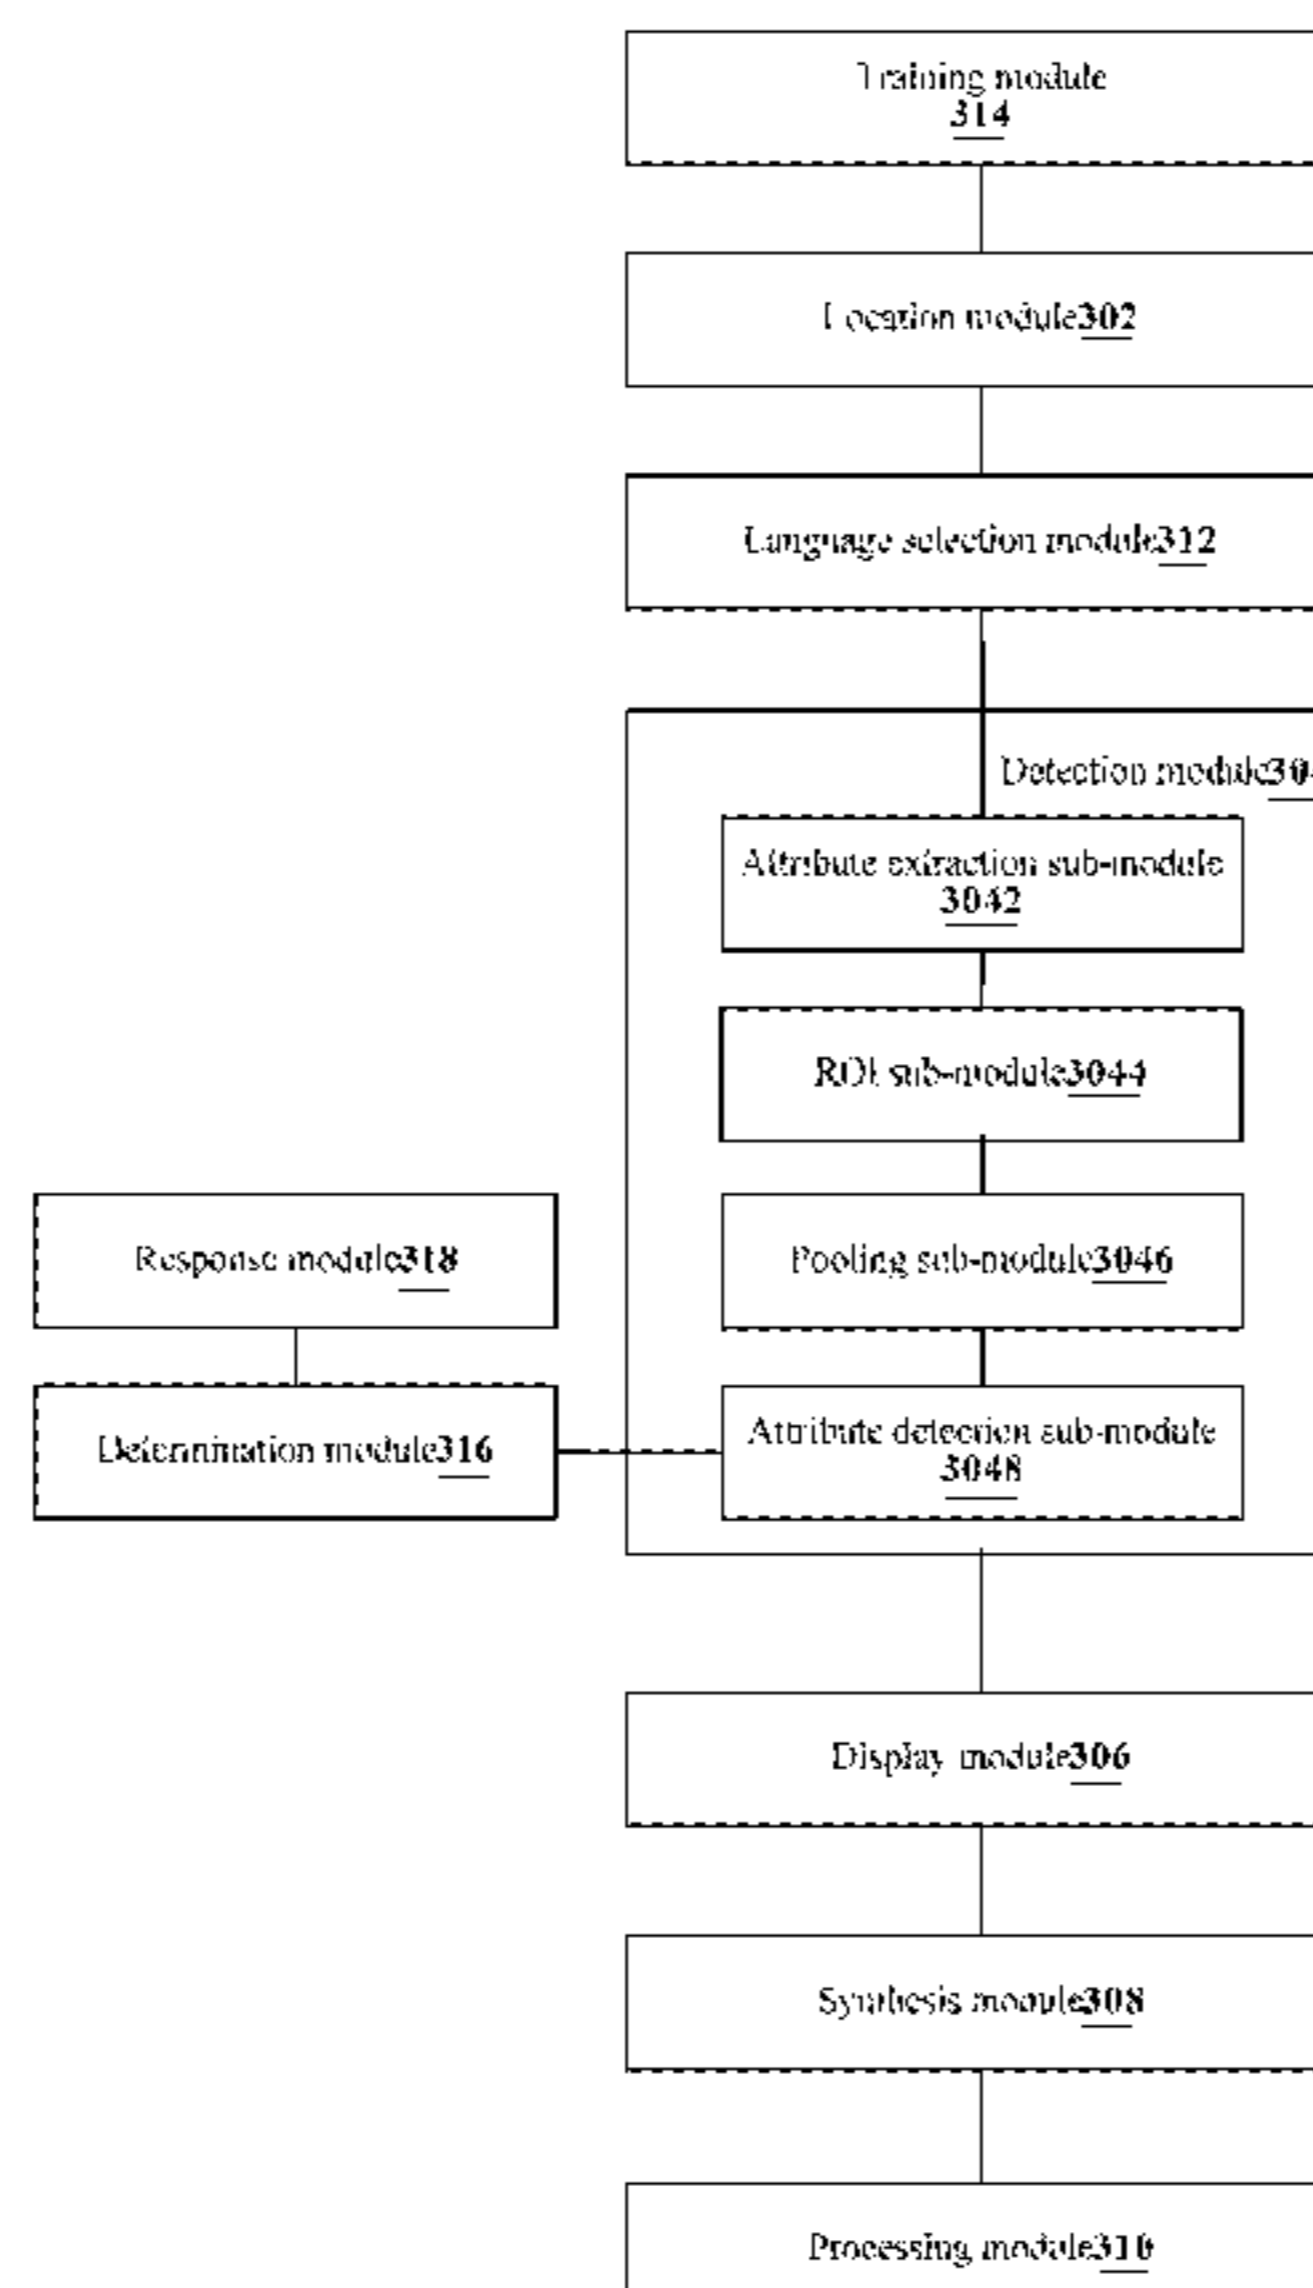 Training module
314
Location module302
Language selection module312
Detection module30
Attribute extraction sub-module
3042
ROI sub-module3044
Response module318
Pooling sub-module3046
Determination module316
Attribute detection sub-module
3048
Display module306
Synthesis module308
Processing module310